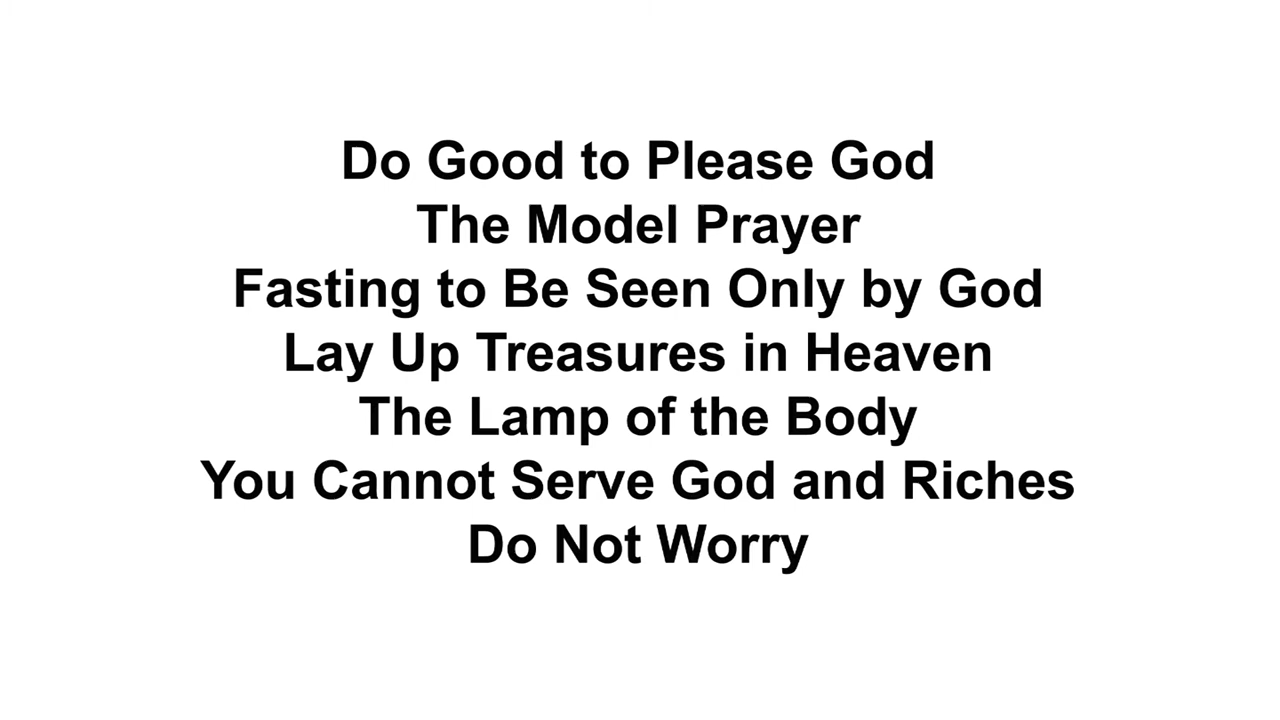 Do Good to Please God
The Model Prayer
Fasting to Be Seen Only by God
Lay Up Treasures in Heaven
The Lamp of the Body
You Cannot Serve God and Riches
Do Not Worry